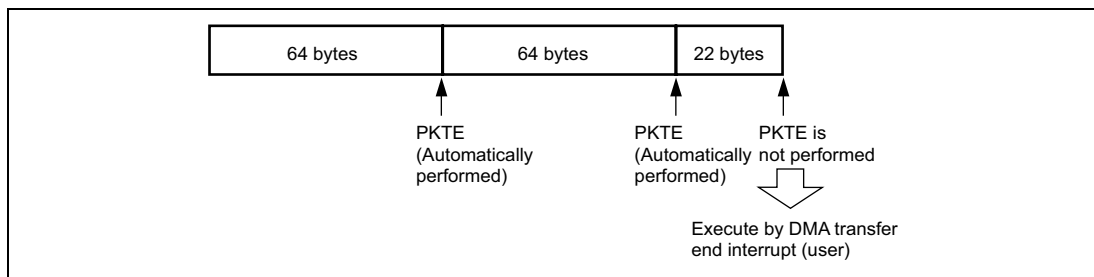 64 bytes 64 bytes 22 bytes
PKTE PKTE PKTE is
(Automatically (Automatically not performed
performed) performed)
Execute by DMA transfer
end interrupt (user)